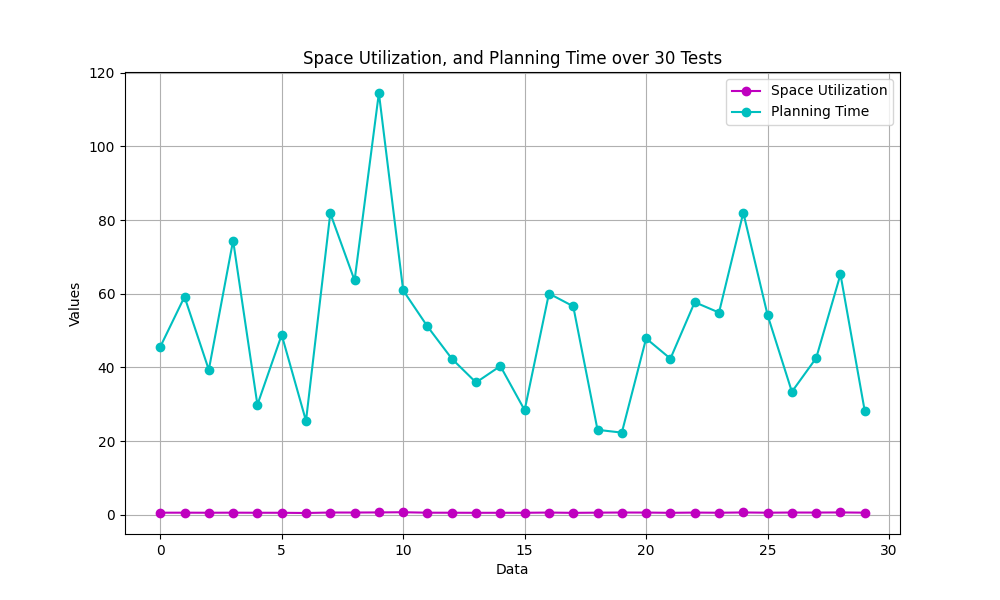 Space Utilization, and Planning Time over 30 Tests
Space Utilization
Planning Time
120
100
80
60
40
20
0
Values
0 5 10 15 20 25 30
Data